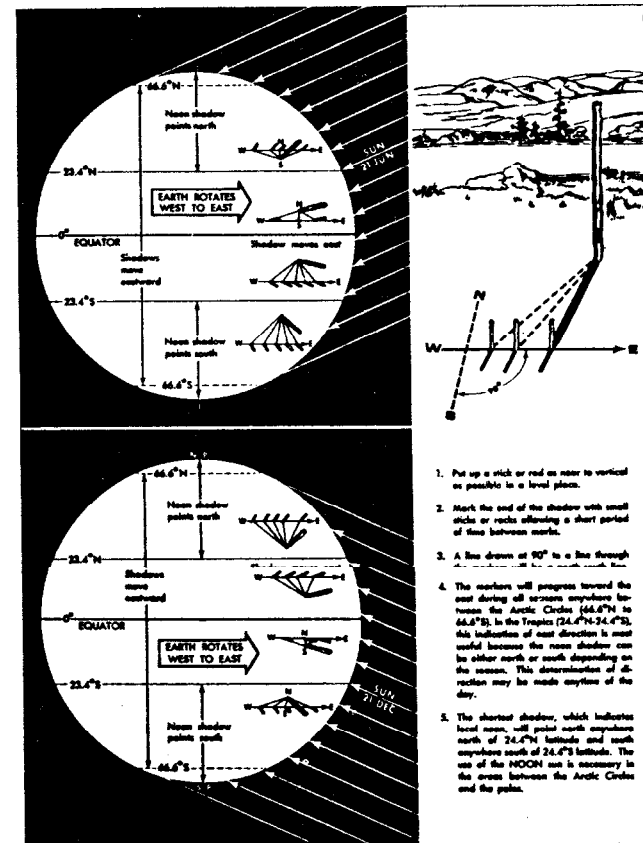 66.6°N
Noon shadow
points north
N
W
E
S
SUN
21 JUN
23.4°N
EARTH ROTATES
WEST TO EAST
N
W
E
S
0°
EQUATOR
Shadow moves east
Shadows
move
eastward
W
E
23.4°S
W
E
Noon shadow
points south
66.6°S
N
W
E
S
90°
N.P.
66.6°N
Noon shadow
points north
W
E
23.4°N
Shadows
move
eastward
W
E
0°
EQUATOR
N
W
E
S
EARTH ROTATES
WEST TO EAST
23.4°S
SUN
21 DEC
N
W
E
Noon shadow
points south
66.6°S
S.P.
1. Put up a stick or rod as near to vertical
as possible in a level place.
2. Mark the end of the shadow with small
sticks or rocks allowing a short period
of time between marks.
3. A line drawn at 90° to a line through
4. The markers will progress toward the
east during all seasons anywhere be-
tween the Arctic Circles (66.6°N to
66.6°S). In the Tropics (24.4°N-24.4°S),
this indication of east direction is most
useful because the noon shadow can
be either north or south depending on
the season. This determination of di-
rection may be made anytime of the
day.
5. The shortest shadow, which indicates
local noon, will point north anywhere
north of 24.4°N latitude and south
anywhere south of 24.4°S latitude. The
use of the NOON sun is necessary in
the areas between the Arctic Circles
and the poles.